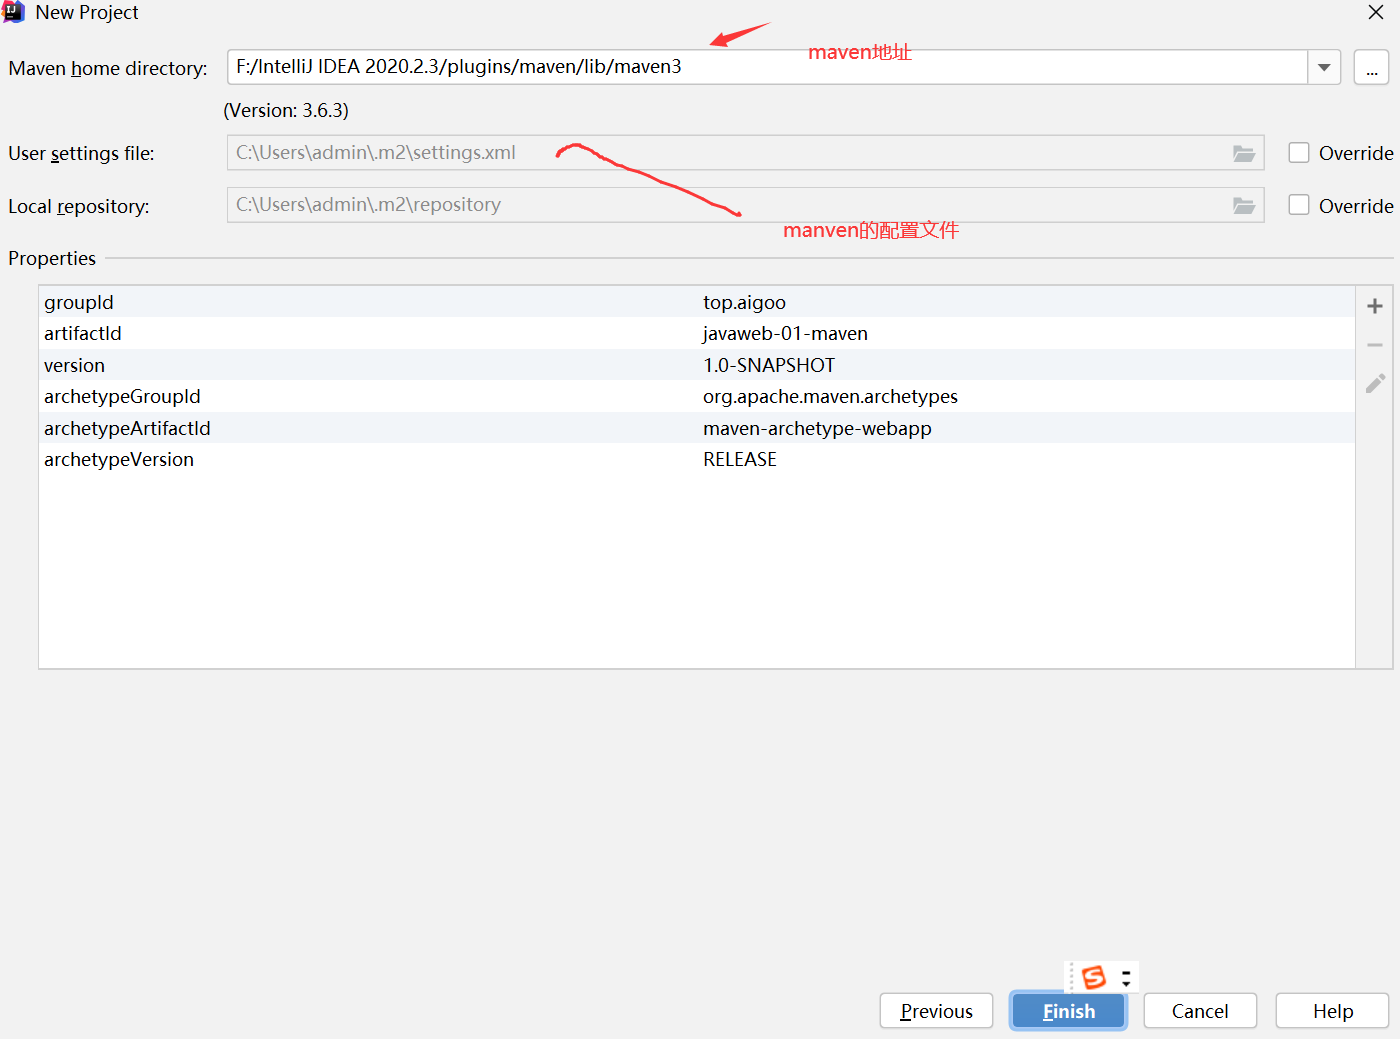 New Project
maven地址
Maven home directory: F:/IntelliJ IDEA 2020.2.3/plugins/maven/lib/maven3 ...
(Version: 3.6.3)
User settings file: C:\Users\admin\.m2\settings.xml Override
Local repository: C:\Users\admin\.m2\repository Override
manven的配置文件
Properties
groupId top.aigoo
artifactId javaweb-01-maven
version 1.0-SNAPSHOT
archetypeGroupId org.apache.maven.archetypes
archetypeArtifactId maven-archetype-webapp
archetypeVersion RELEASE
Previous Finish Cancel Help